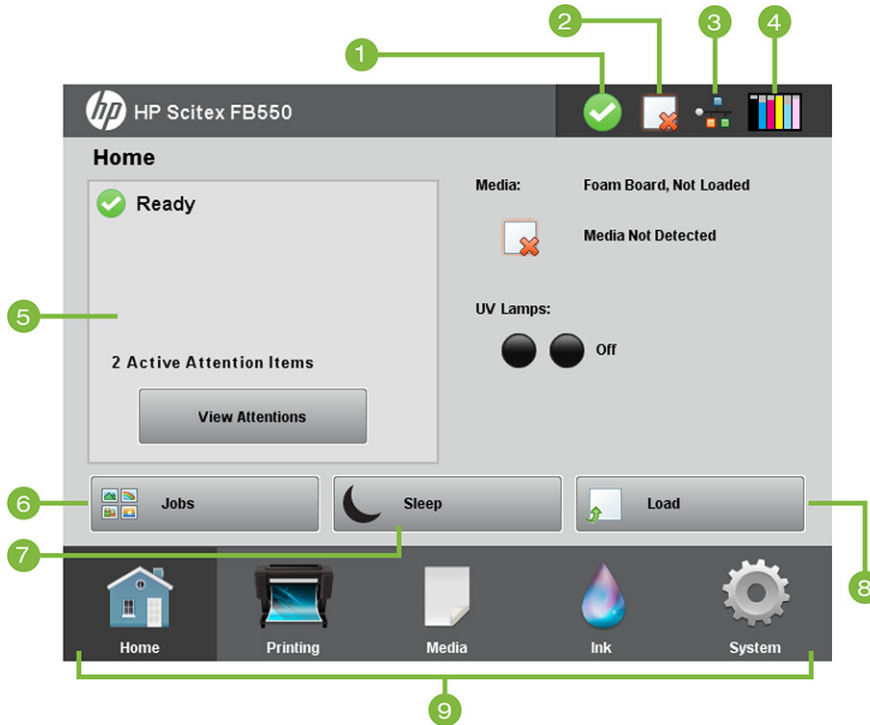 1
2
3
4
hp HP Scitex FB550
Home
Ready
Media: Foam Board, Not Loaded
Media Not Detected
5
UV Lamps:
Off
2 Active Attention Items
View Attentions
6
Jobs
Sleep
Load
7
8
Home
Printing
Media
Ink
System
9